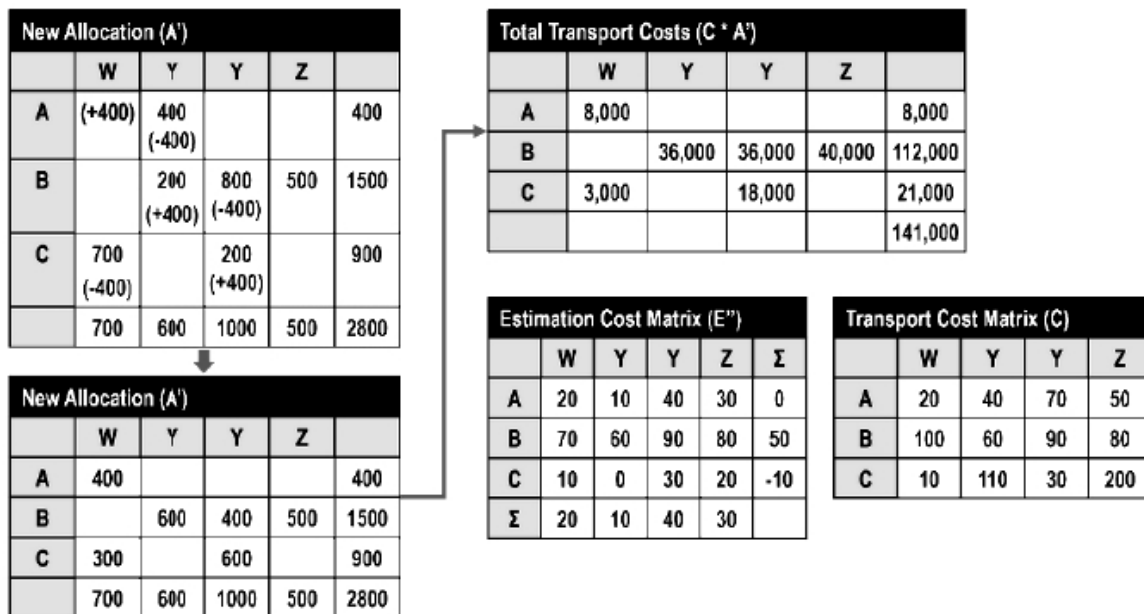 New Allocation (A')
W Y Y Z
A (+400) 400 (-400) 400
B 200 (+400) 800 (-400) 500 1500
C 700 (-400) 200 (+400) 900
700 600 1000 500 2800
New Allocation (A')
W Y Y Z
A 400 400
B 600 400 500 1500
C 300 600 900
700 600 1000 500 2800
Total Transport Costs (C * A')
W Y Y Z
A 8,000 8,000
B 36,000 36,000 40,000 112,000
C 3,000 18,000 21,000
141,000
Estimation Cost Matrix (E")
W Y Y Z Σ
A 20 10 40 30 0
B 70 60 90 80 50
C 10 0 30 20 -10
Σ 20 10 40 30
Transport Cost Matrix (C)
W Y Y Z
A 20 40 70 50
B 100 60 90 80
C 10 110 30 200